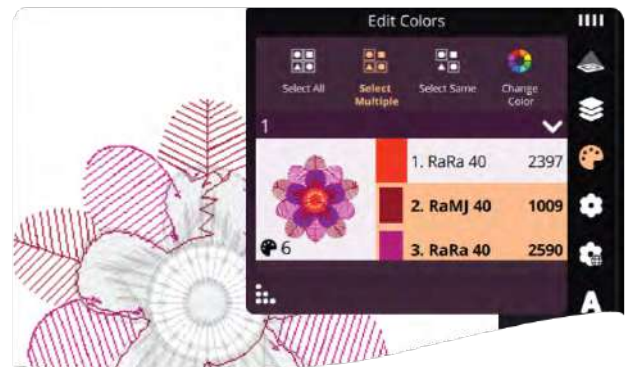 Edit Colors
Select All
Select Multiple
Select Same
Change Color
1
1. RaRa 40 2397
2. RaMJ 40 1009
3. RaRa 40 2590
6
A